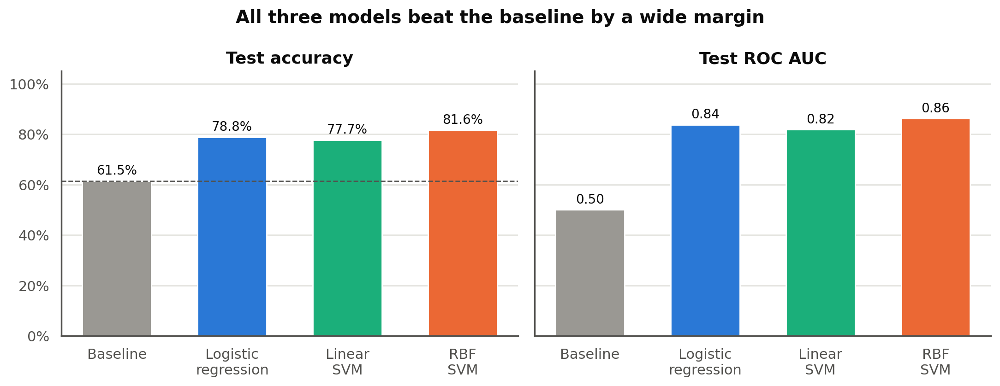 All three models beat the baseline by a wide margin
Test accuracy
100%
80%
60%
40%
20%
0%
61.5%
78.8%
77.7%
81.6%
Baseline
Logistic
regression
Linear
SVM
RBF
SVM
Test ROC AUC
0.50
0.84
0.82
0.86
Baseline
Logistic
regression
Linear
SVM
RBF
SVM